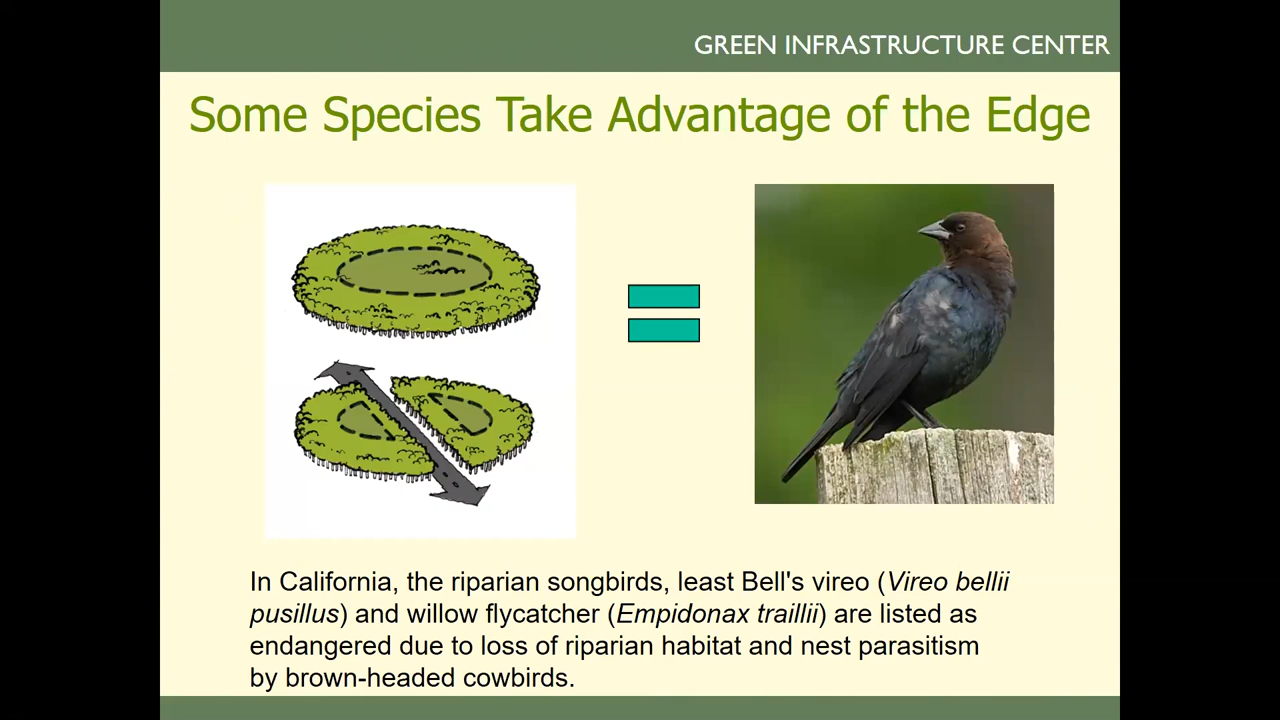 GREEN INFRASTRUCTURE CENTER
Some Species Take Advantage of the Edge
In California, the riparian songbirds, least Bell's vireo (Vireo bellii
pusillus) and willow flycatcher (Empidonax traillii) are listed as
endangered due to loss of riparian habitat and nest parasitism
by brown-headed cowbirds.